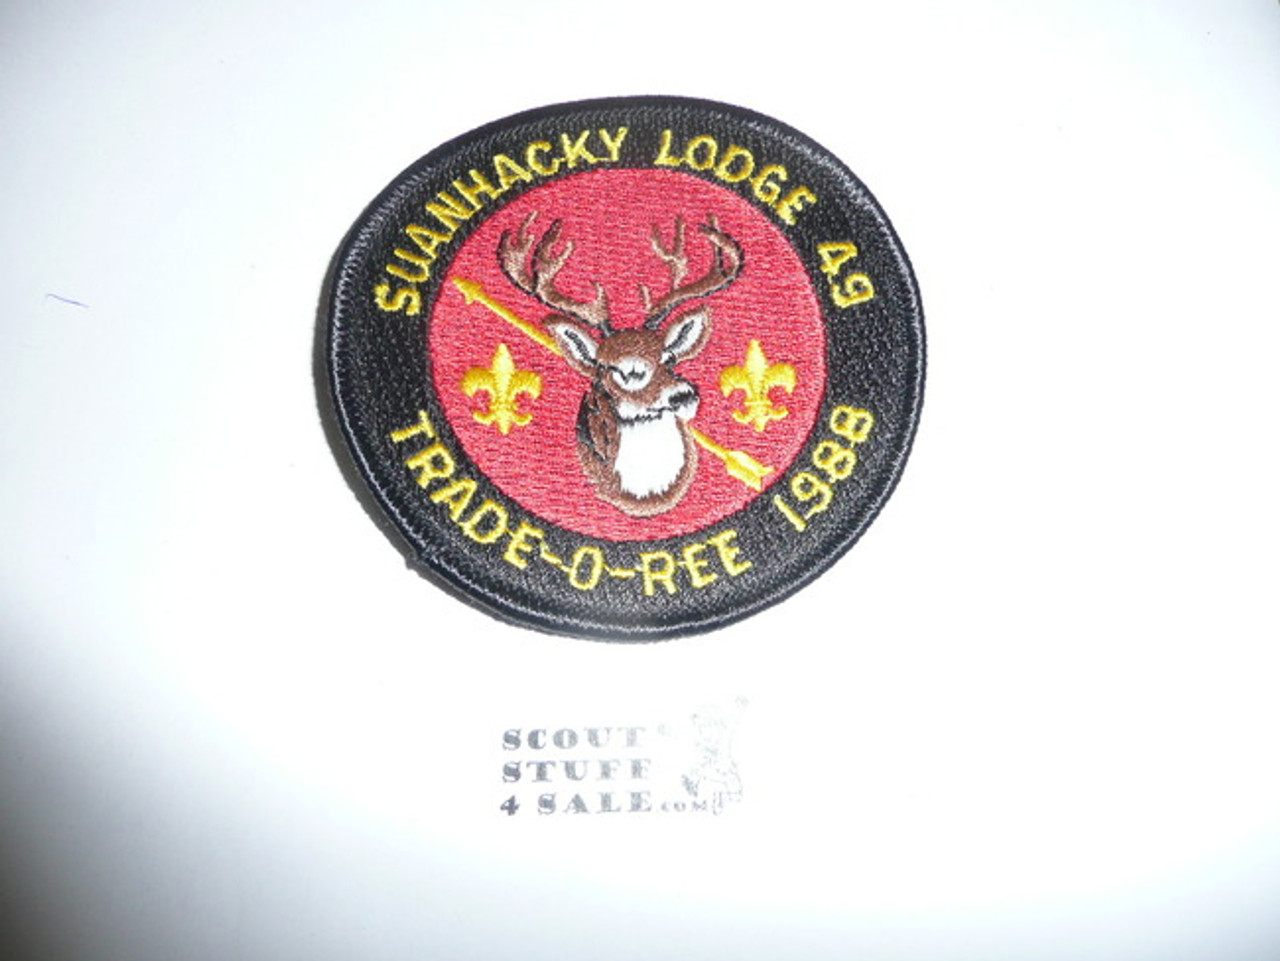 SUANHACKY LODGE 49
TRADE-O-REE 1988
SCOUT
STUFF
4 SALE.COM